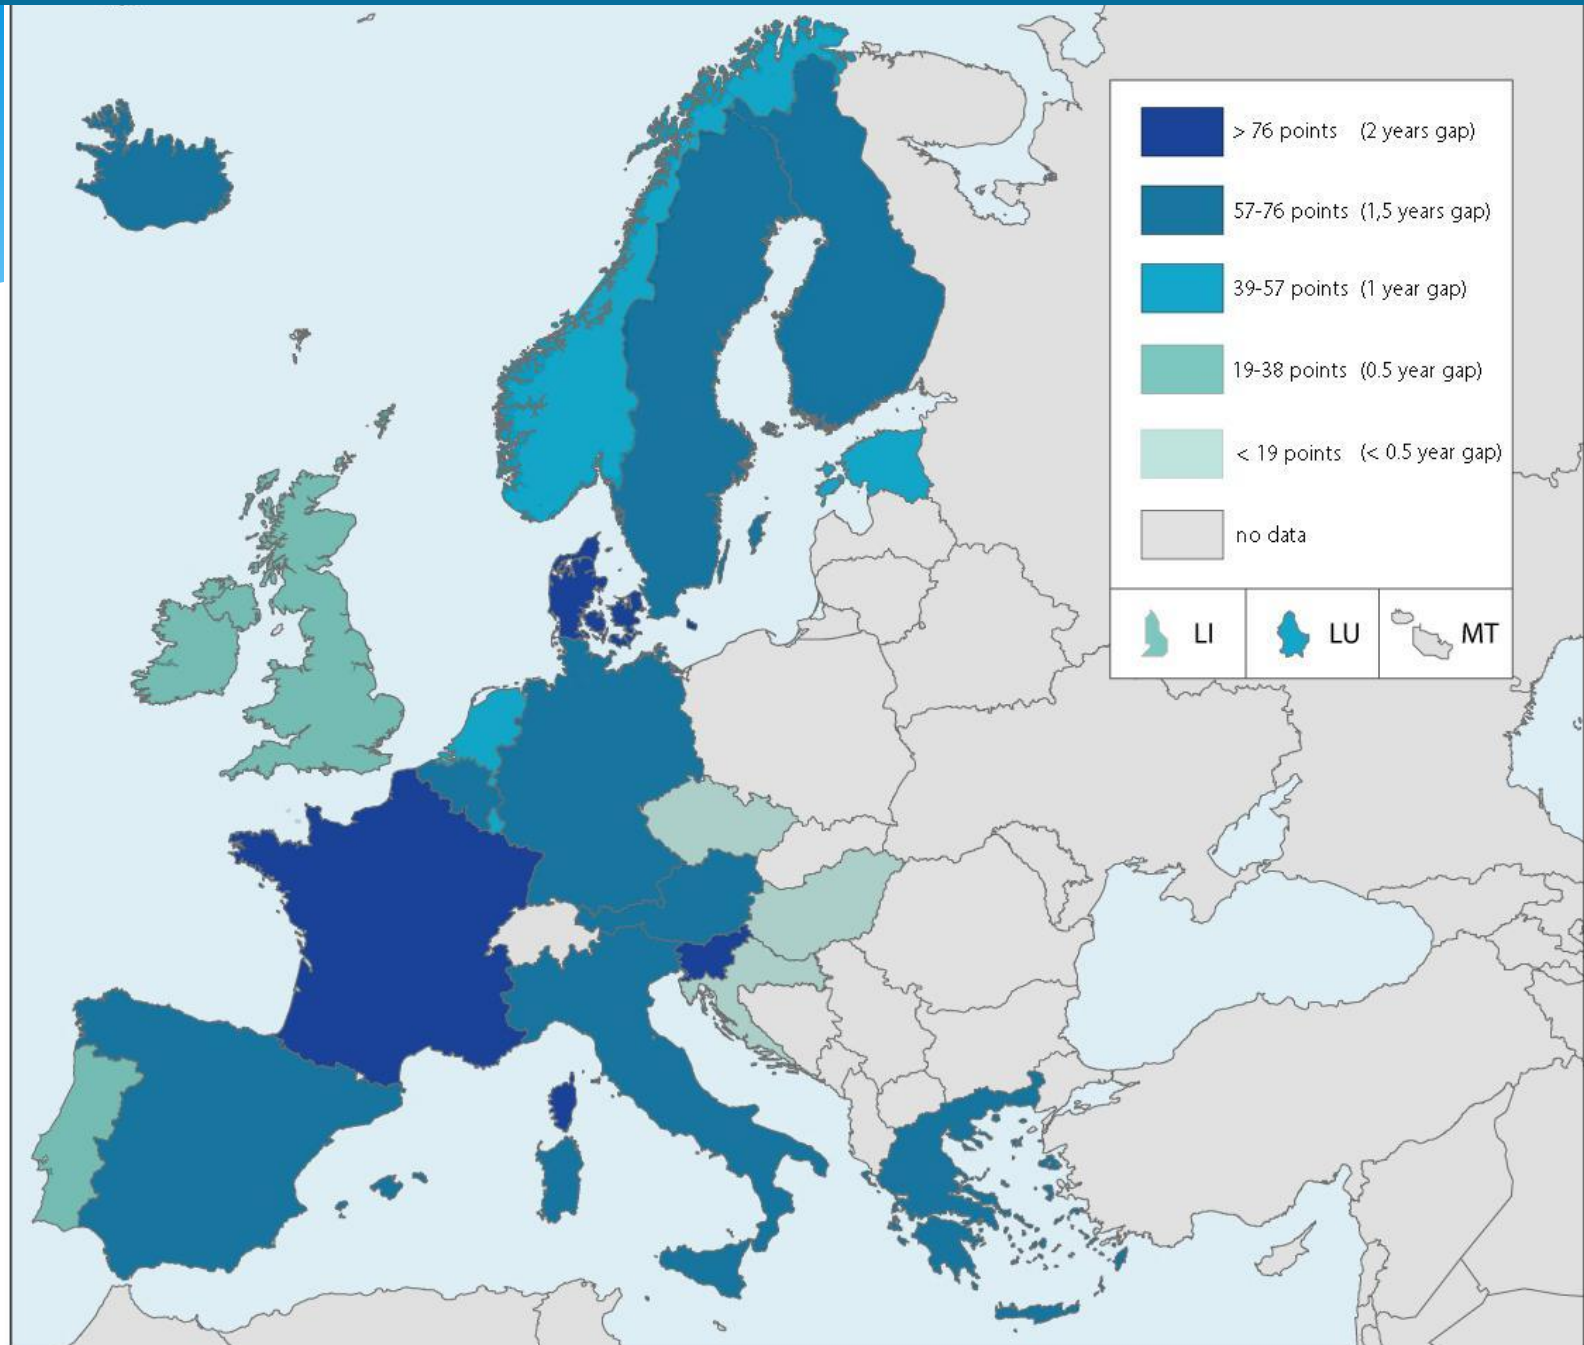 > 76 points (2 years gap)
57-76 points (1,5 years gap)
39-57 points (1 year gap)
19-38 points (0.5 year gap)
< 19 points (< 0.5 year gap)
no data
LI LU MT